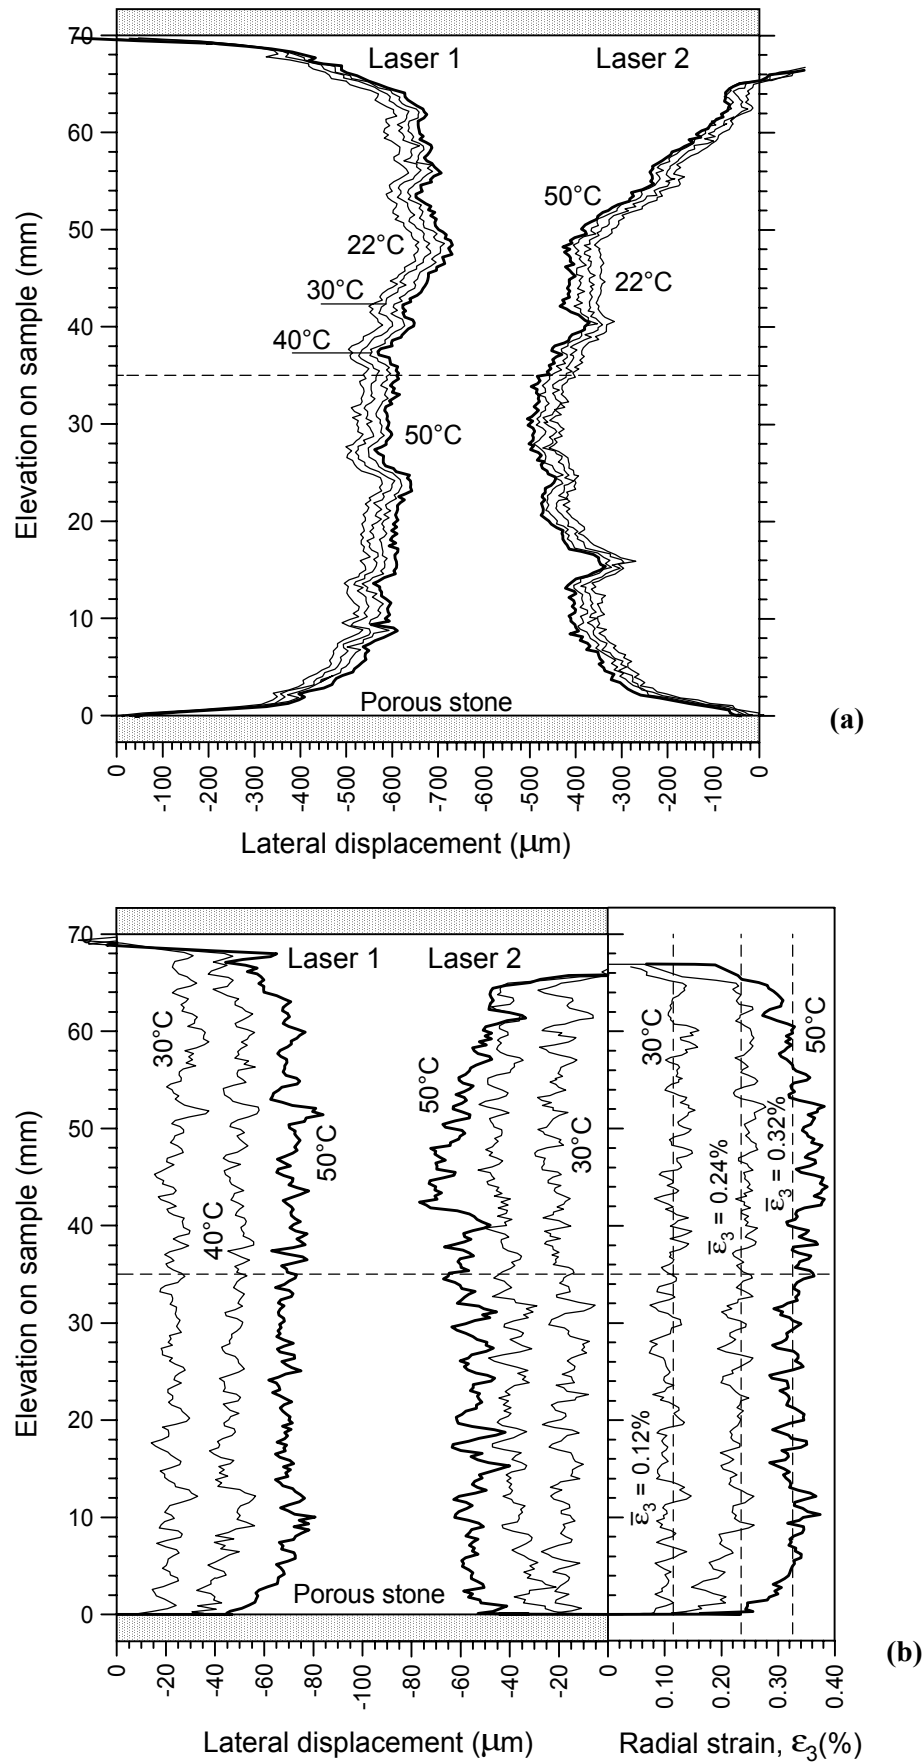 70
60
50
40
30
20
10
0
Elevation on sample (mm)
Laser 1
Laser 2
50°C
22°C
22°C
30°C
40°C
50°C
Porous stone
(a)
0
-100
-200
-300
-400
-500
-600
-700
-600
-500
-400
-300
-200
-100
0
Lateral displacement (μm)
70
60
50
40
30
20
10
0
Elevation on sample (mm)
Laser 1
Laser 2
30°C
40°C
50°C
50°C
30°C
30°C
50°C
ε̅₃ = 0.12%
ε̅₃ = 0.24%
ε̅₃ = 0.32%
Porous stone
(b)
0
-20
-40
-60
-80
-100
-80
-60
-40
-20
0
0.10
0.20
0.30
0.40
Lateral displacement (μm)
Radial strain, ε₃(%)